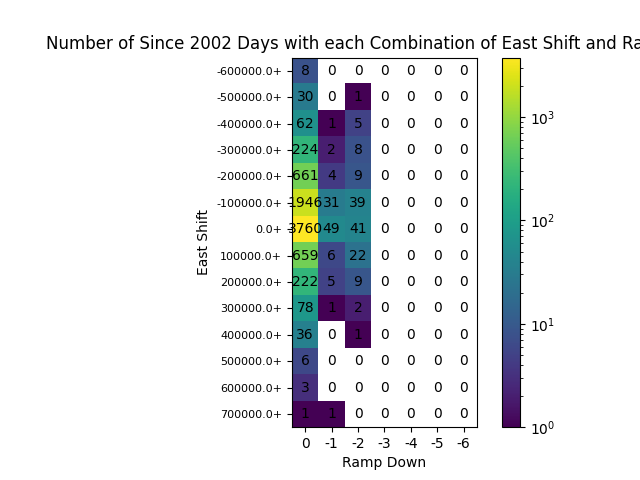 Number of Since 2002 Days with each Combination of East Shift and
East Shift
-600000.0+ 8 0 0 0 0 0 0
-500000.0+ 30 0 1 0 0 0 0
-400000.0+ 62 1 5 0 0 0 0
-300000.0+ 224 2 8 0 0 0 0
-200000.0+ 661 4 9 0 0 0 0
-100000.0+ 1946 31 39 0 0 0 0
0.0+ 3760 49 41 0 0 0 0
100000.0+ 659 6 22 0 0 0 0
200000.0+ 222 5 9 0 0 0 0
300000.0+ 78 1 2 0 0 0 0
400000.0+ 36 0 1 0 0 0 0
500000.0+ 6 0 0 0 0 0 0
600000.0+ 3 0 0 0 0 0 0
700000.0+ 1 1 0 0 0 0 0
0 -1 -2 -3 -4 -5 -6
Ramp Down
10³
10²
10¹
10⁰